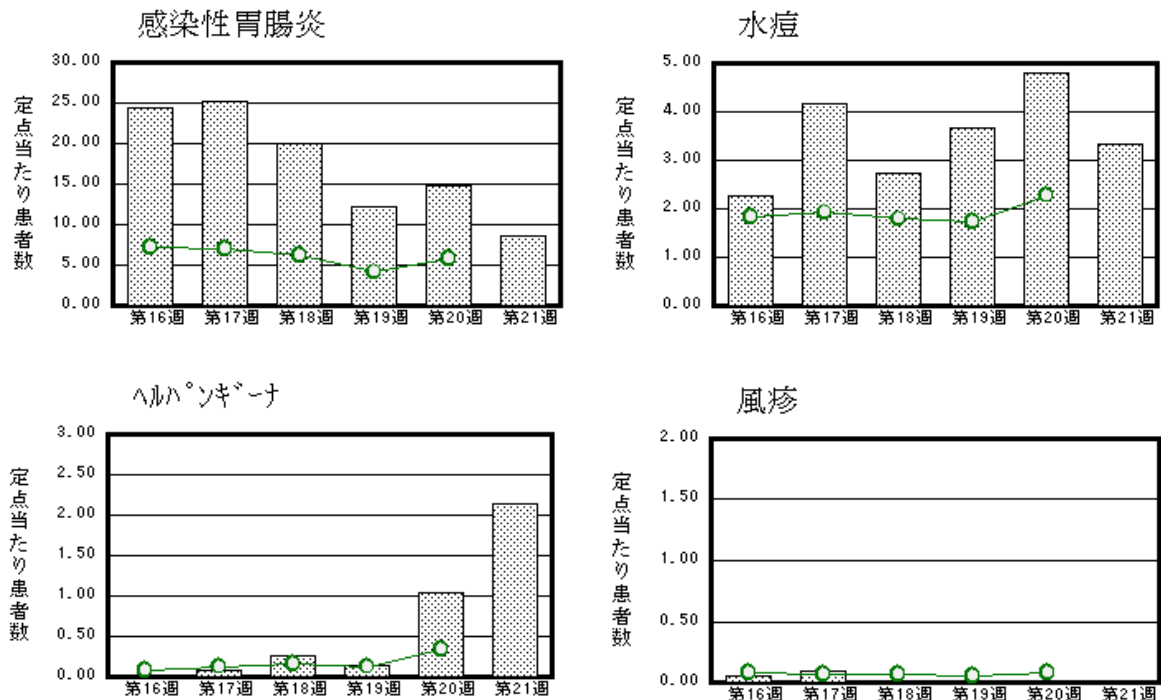 感染性胃腸炎
定点当たり患者数
30.00
25.00
20.00
15.00
10.00
5.00
0.00
第16週 第17週 第18週 第19週 第20週 第21週
水痘
定点当たり患者数
5.00
4.00
3.00
2.00
1.00
0.00
第16週 第17週 第18週 第19週 第20週 第21週
ﾍﾙﾊﾟﾝｷﾞｰﾅ
定点当たり患者数
3.00
2.50
2.00
1.50
1.00
0.50
0.00
第16週 第17週 第18週 第19週 第20週 第21週
風疹
定点当たり患者数
2.00
1.50
1.00
0.50
0.00
第16週 第17週 第18週 第19週 第20週 第21週